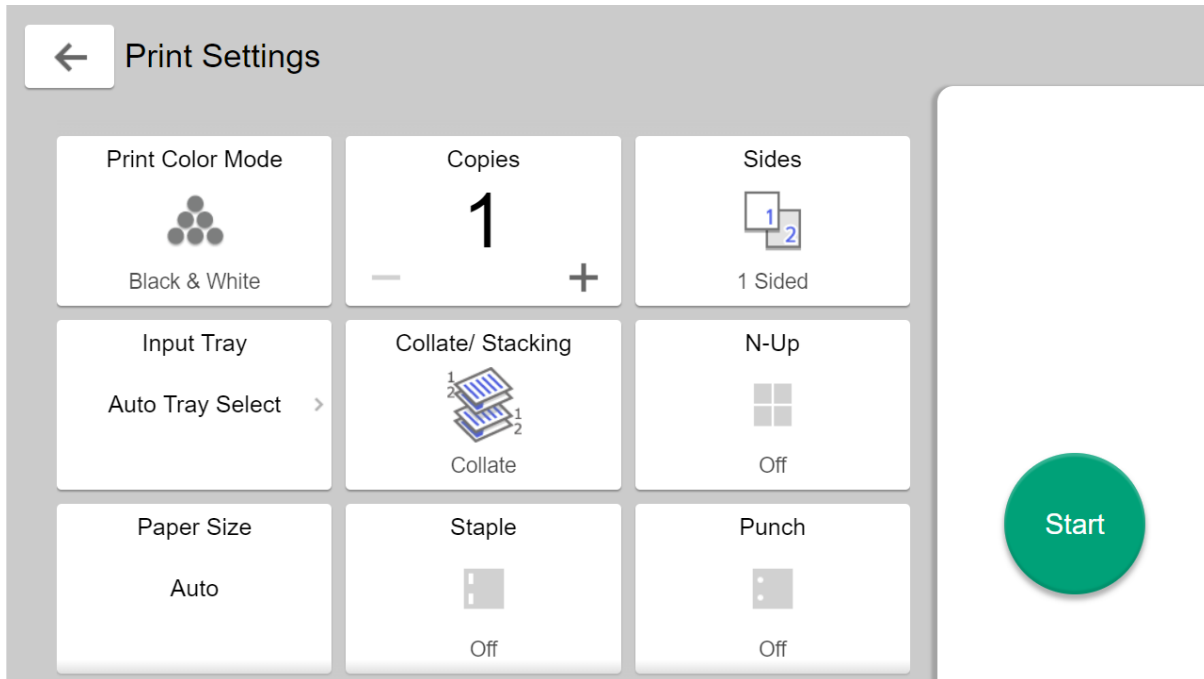 Print Settings
Print Color Mode
Black & White
Copies
1
Sides
1
2
1 Sided
Input Tray
Auto Tray Select
Collate/ Stacking
1
2
1
2
Collate
N-Up
Off
Paper Size
Auto
Staple
Off
Punch
Off
Start